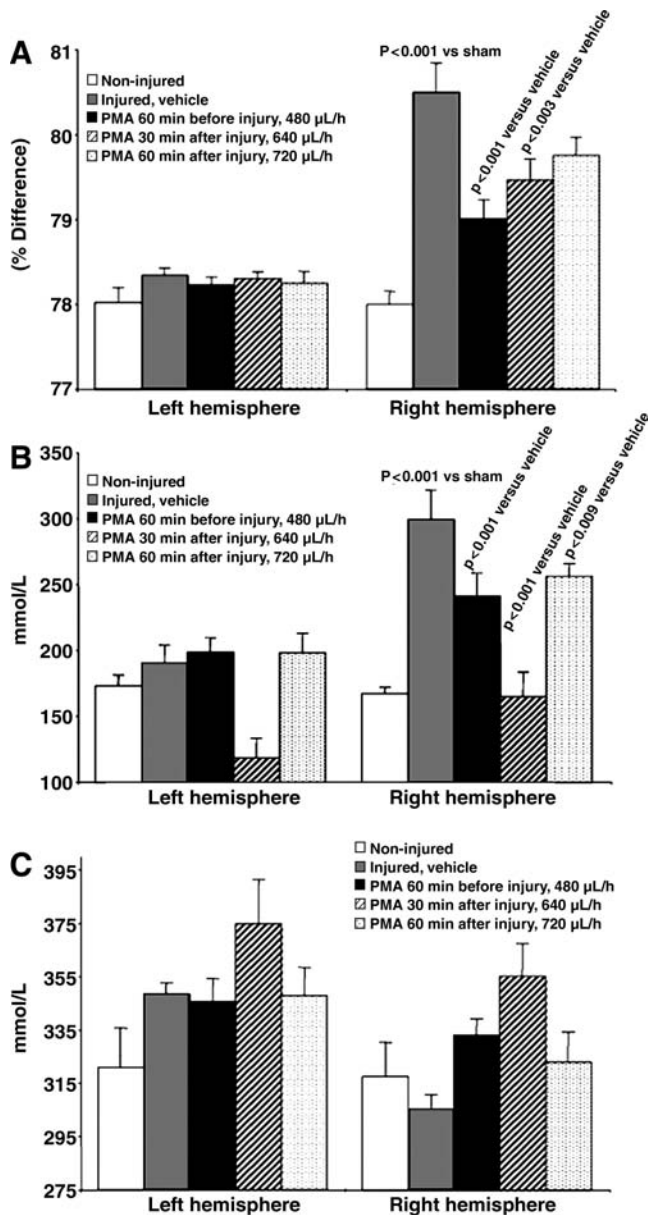 A
(% Difference)
81
80
79
78
77
Non-injured
Injured, vehicle
PMA 60 min before injury, 480 µL/h
PMA 30 min after injury, 640 µL/h
PMA 60 min after injury, 720 µL/h
P<0.001 vs sham
p<0.001 versus vehicle
p<0.003 versus vehicle
Left hemisphere
Right hemisphere
B
mmol/L
350
300
250
200
150
100
Non-injured
Injured, vehicle
PMA 60 min before injury, 480 µL/h
PMA 30 min after injury, 640 µL/h
PMA 60 min after injury, 720 µL/h
P<0.001 vs sham
p<0.001 versus vehicle
p<0.001 versus vehicle
p<0.009 versus vehicle
Left hemisphere
Right hemisphere
C
mmol/L
395
375
355
335
315
295
275
Non-injured
Injured, vehicle
PMA 60 min before injury, 480 µL/h
PMA 30 min after injury, 640 µL/h
PMA 60 min after injury, 720 µL/h
Left hemisphere
Right hemisphere